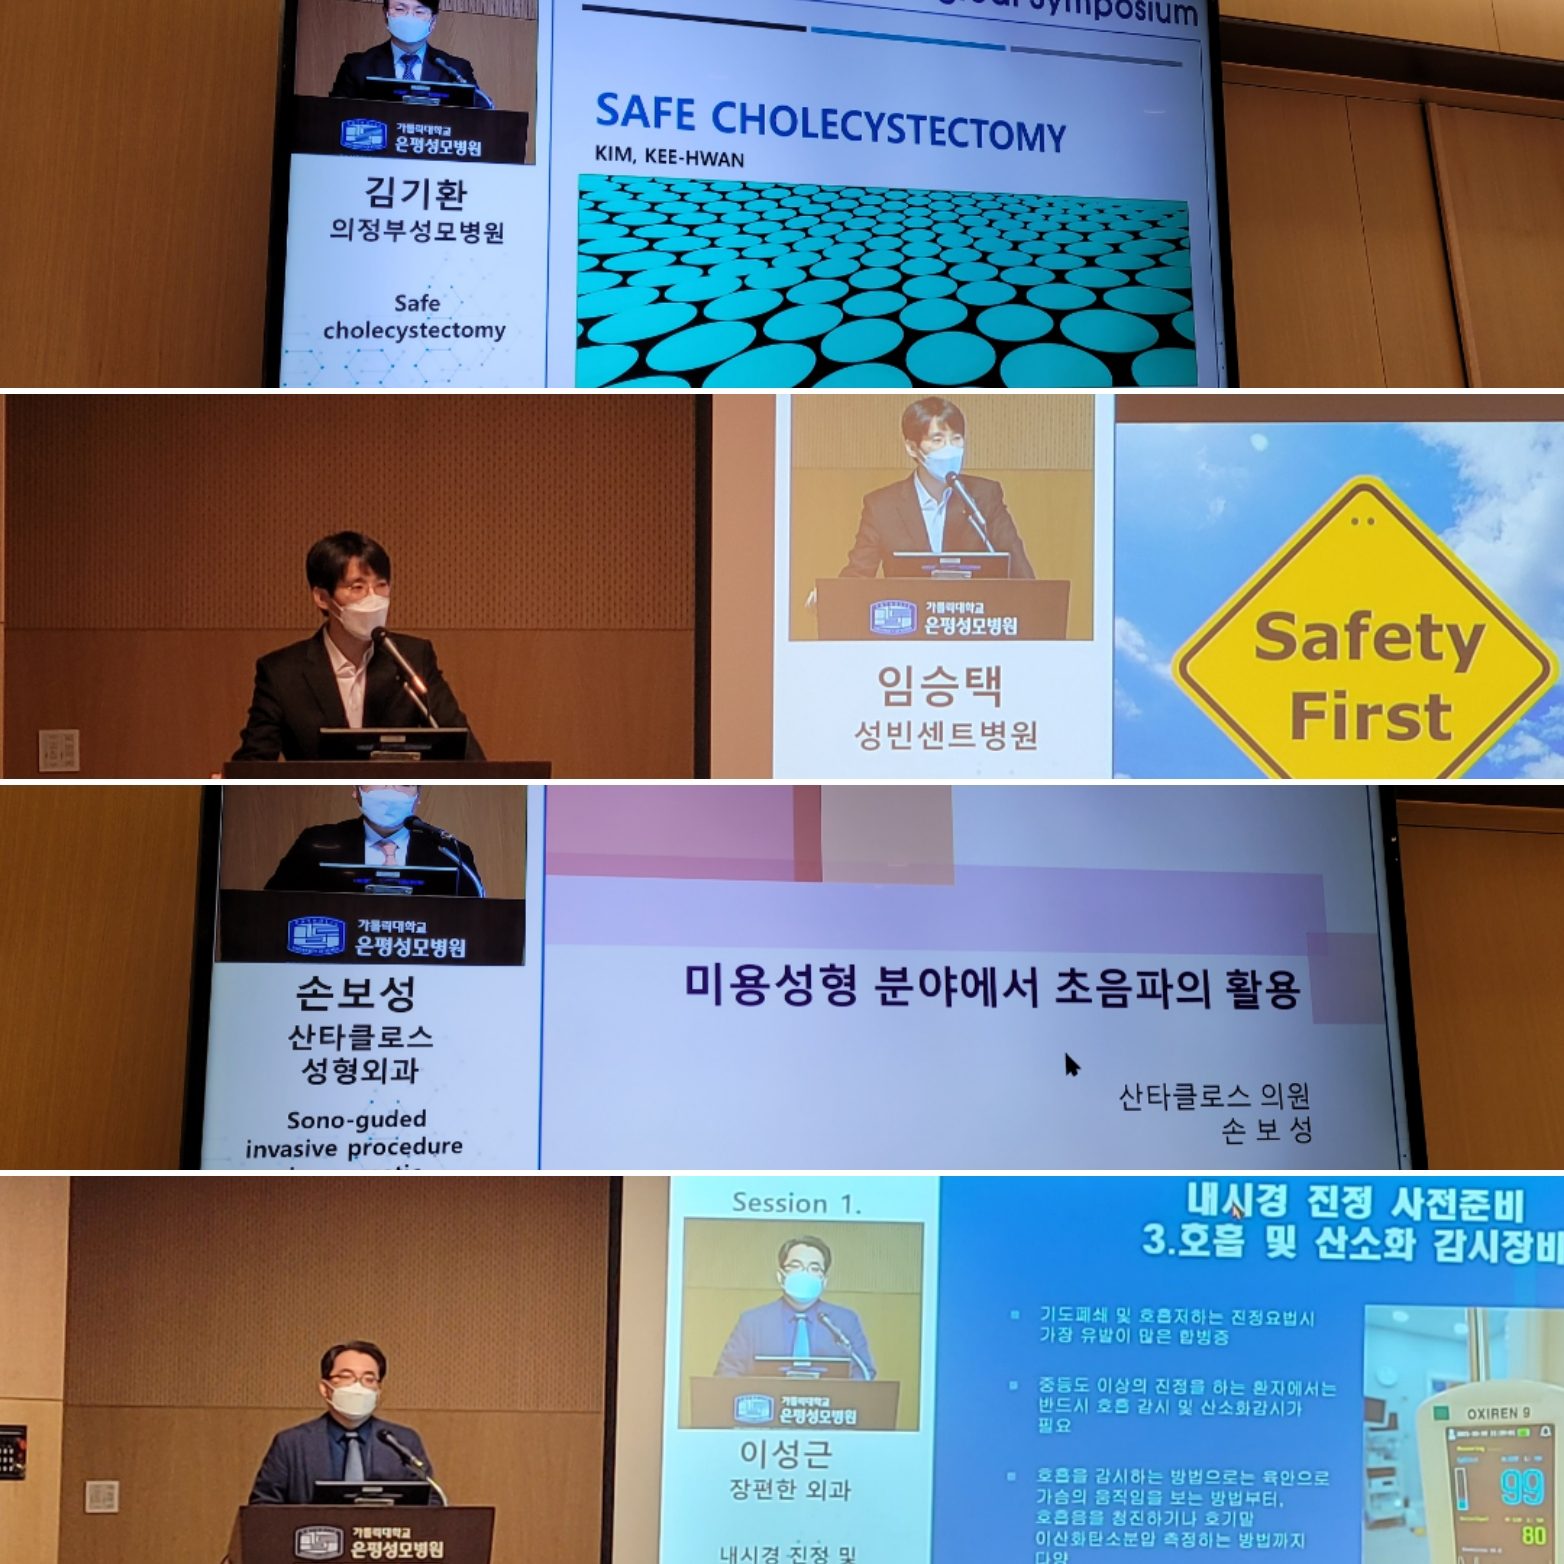 Symposium
SAFE CHOLECYSTECTOMY
KIM, KEE-HWAN
가톨릭대학교
은평성모병원
김기환
의정부성모병원
Safe
cholecystectomy
가톨릭대학교
은평성모병원
임승택
성빈센트병원
Safety
First
가톨릭대학교
은평성모병원
손보성
산타클로스
성형외과
Sono-guded
invasive procedure
미용성형 분야에서 초음파의 활용
산타클로스 의원
손 보 성
가톨릭대학교
은평성모병원
Session 1.
가톨릭대학교
은평성모병원
이성근
장편한 외과
내시경 진정 및
내시경 진정 사전준비
3.호흡 및 산소화 감시장비
기도폐쇄 및 호흡저하는 진정요법시
가장 유발이 많은 합병증
중등도 이상의 진정을 하는 환자에서는
반드시 호흡 감시 및 산소화감시가
필요
호흡을 감시하는 방법으로는 육안으로
가슴의 움직임을 보는 방법부터,
호흡음을 청진하거나 호기말
이산화탄소분압 측정하는 방법까지
다양
OXIREN 9
99
80